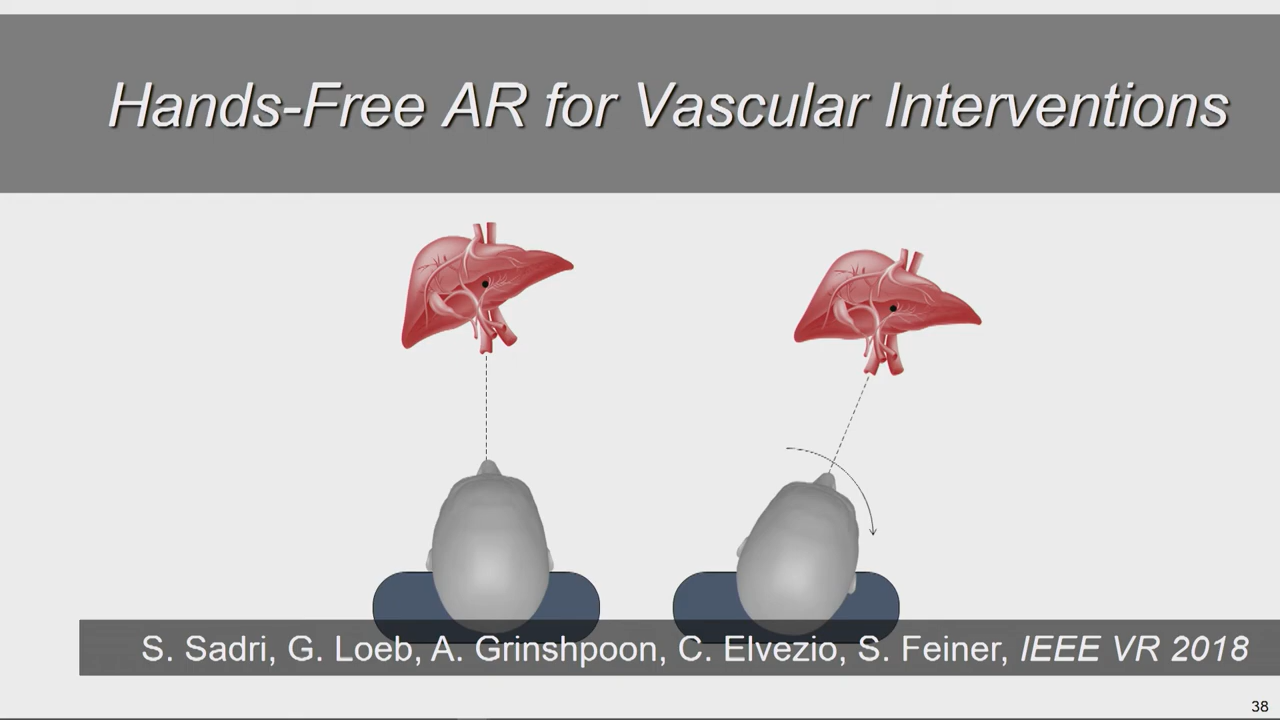 Hands-Free AR for Vascular Interventions
S. Sadri, G. Loeb, A. Grinshpoon, C. Elvezio, S. Feiner, IEEE VR 2018
38